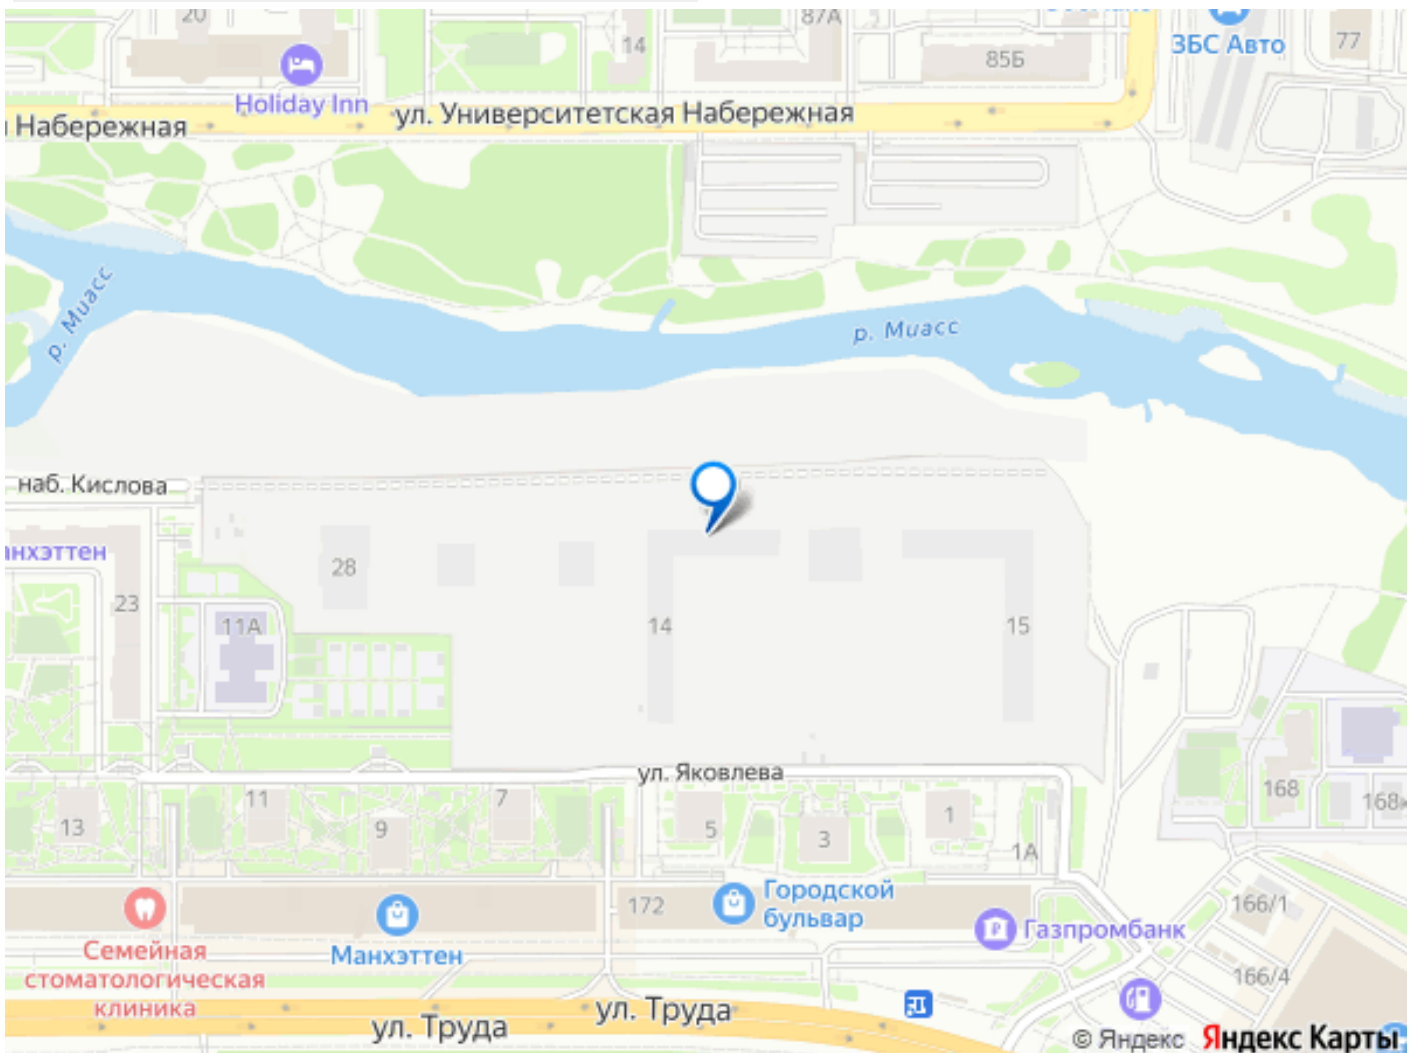 20
14
87А
85Б
ЗБС Авто
77
Holiday Inn
ул. Университетская Набережная
Набережная
р. Миасс
р. Миасс
наб. Кислова
анхэттен
28
23
11А
14
15
ул. Яковлева
13
11
9
7
5
3
1
1А
168
168
172
Городской
бульвар
Газпромбанк
166/1
166/4
Семейная
стоматологическая
клиника
Манхэттен
ул. Труда
ул. Труда
© Яндекс Яндекс Карты